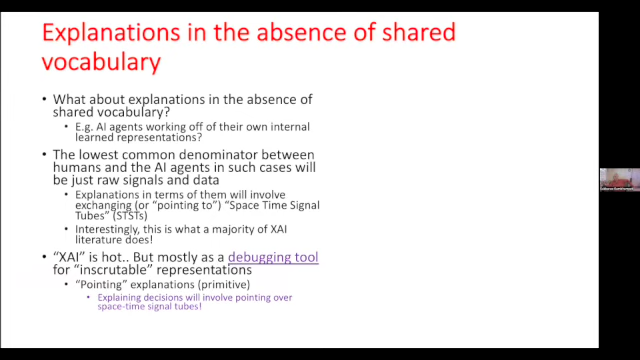 Explanations in the absence of shared
vocabulary
• What about explanations in the absence of
shared vocabulary?
• E.g. AI agents working off of their own internal
learned representations?
• The lowest common denominator between
humans and the AI agents in such cases will
be just raw signals and data
• Explanations in terms of them will involve
exchanging (or “pointing to”) “Space Time Signal
Tubes” (STSTs)
• Interestingly, this is what a majority of XAI
literature does!
• “XAI” is hot.. But mostly as a debugging tool
for “inscrutable” representations
• “Pointing” explanations (primitive)
• Explaining decisions will involve pointing over
space-time signal tubes!